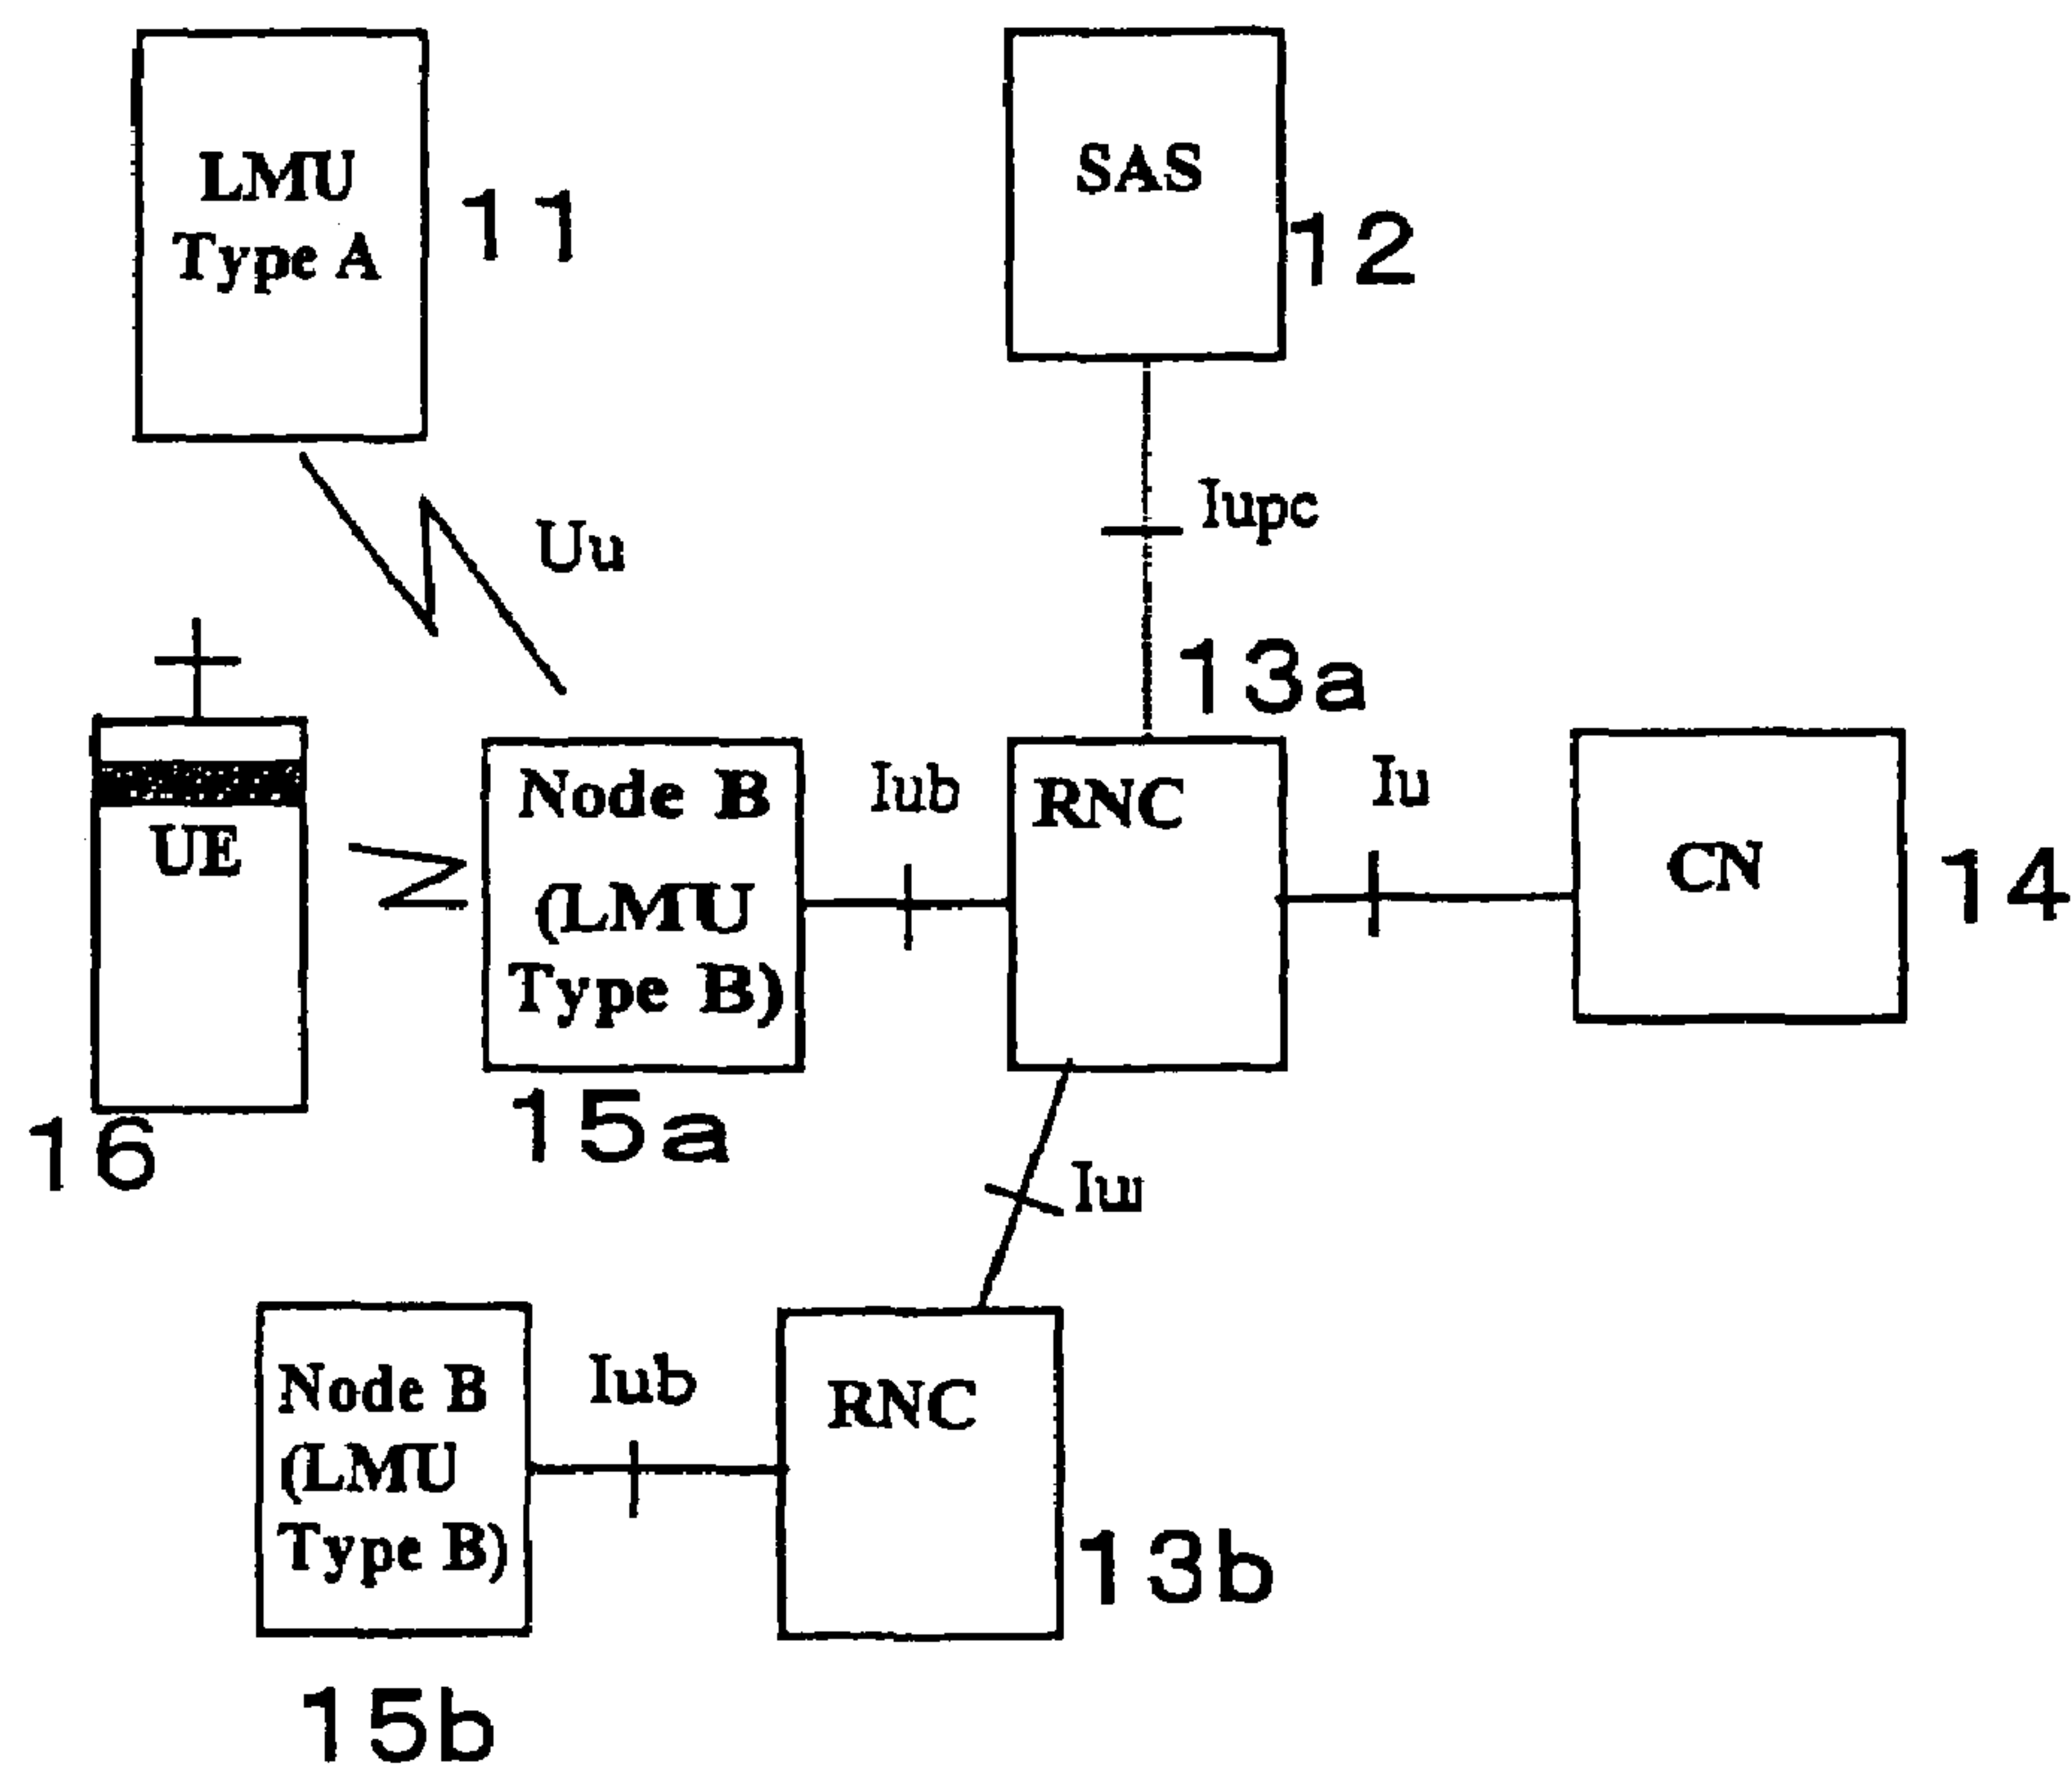 LMU
Type A
11
SAS
12
Uu
Iupc
13a
UE
16
Node B
(LMU
Type B)
15a
Iub
RNC
Iu
CN
14
Iur
Node B
(LMU
Type B)
15b
Iub
RNC
13b